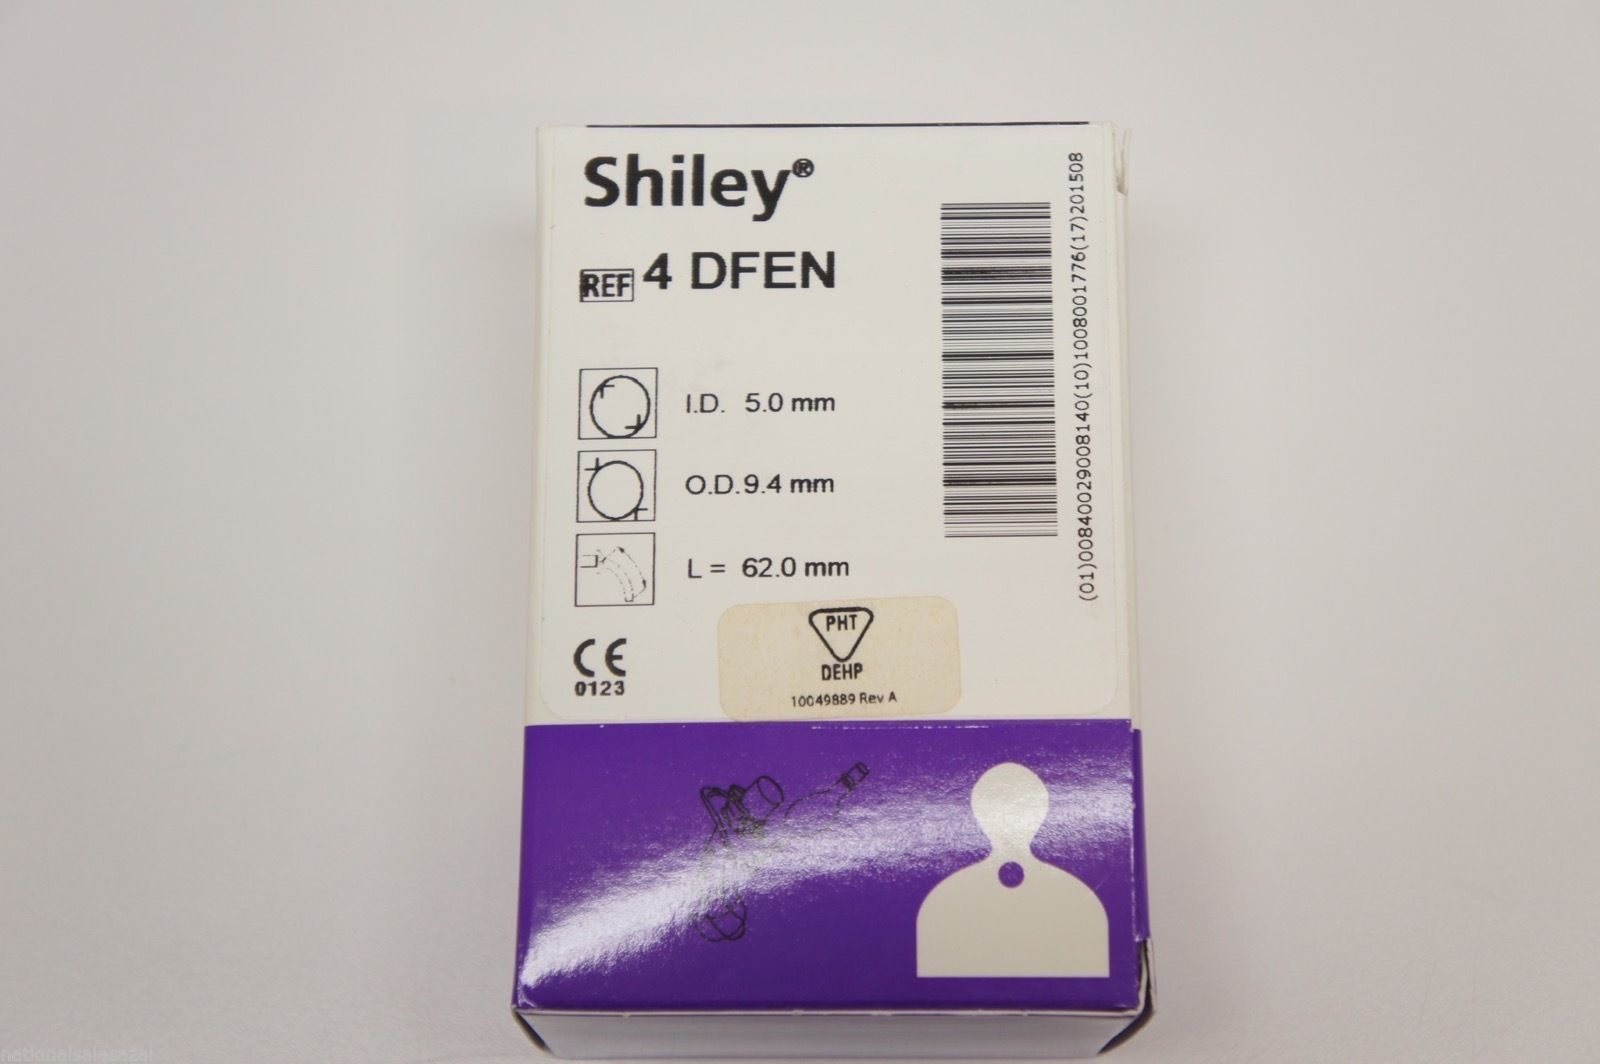 Shiley®
REF 4 DFEN
I.D. 5.0 mm
O.D. 9.4 mm
L = 62.0 mm
CE
0123
PHT
DEHP
10049889 Rev A
(01)00840029008140(10)1008001776(17)201508
nationalsalesazal